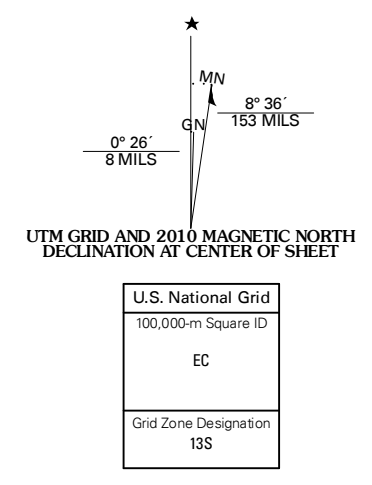 ★
MN
8° 36´
153 MILS
GN
0° 26´
8 MILS
UTM GRID AND 2010 MAGNETIC NORTH
DECLINATION AT CENTER OF SHEET
U.S. National Grid
100,000-m Square ID
EC
Grid Zone Designation
13S